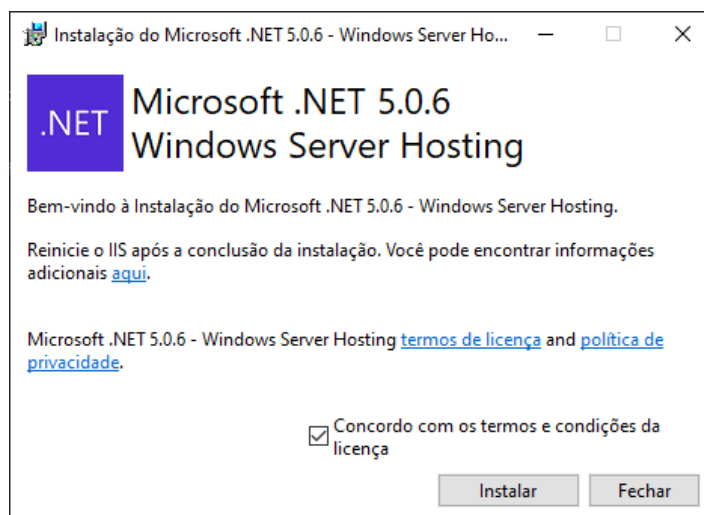 Instalação do Microsoft .NET 5.0.6 - Windows Server Ho...
.NET
Microsoft .NET 5.0.6
Windows Server Hosting
Bem-vindo à Instalação do Microsoft .NET 5.0.6 - Windows Server Hosting.
Reinicie o IIS após a conclusão da instalação. Você pode encontrar informações
adicionais aqui.
Microsoft .NET 5.0.6 - Windows Server Hosting termos de licença and política de
privacidade.
Concordo com os termos e condições da
licença
Instalar
Fechar